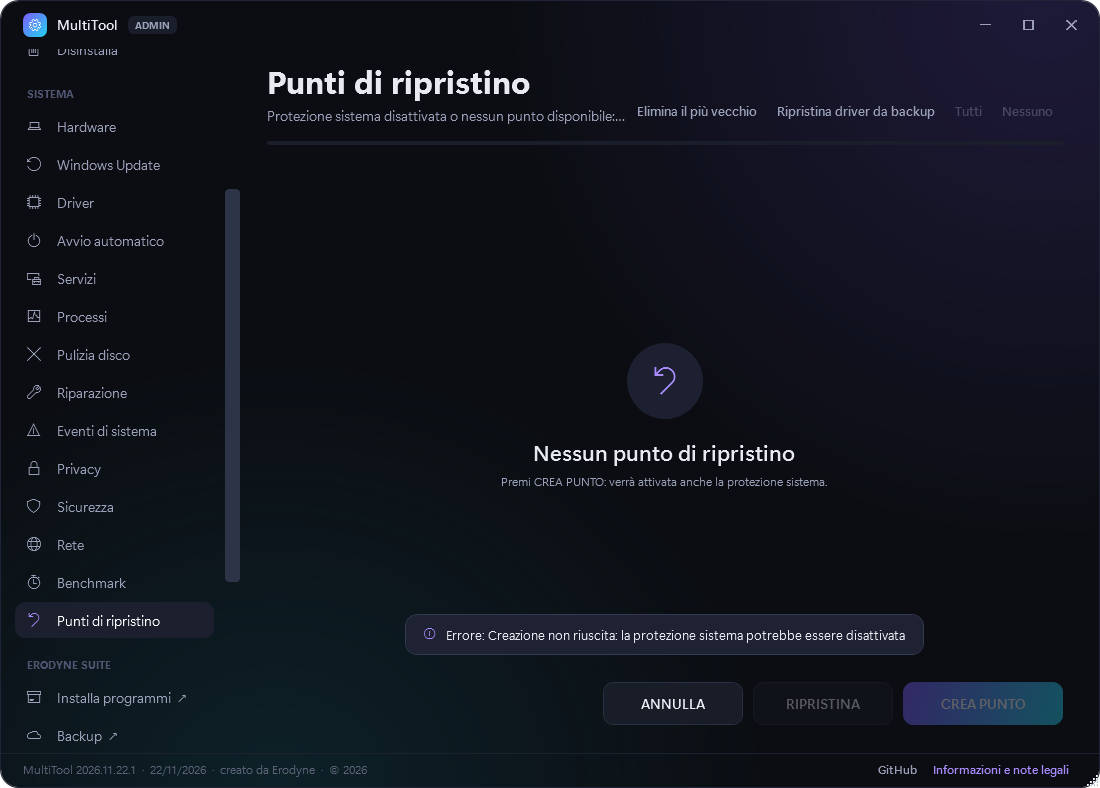 MultiTool ADMIN
Disinstalla
SISTEMA
Hardware
Windows Update
Driver
Avvio automatico
Servizi
Processi
Pulizia disco
Riparazione
Eventi di sistema
Privacy
Sicurezza
Rete
Benchmark
Punti di ripristino
ERODYNE SUITE
Installa programmi ↗
Backup ↗
Punti di ripristino
Protezione sistema disattivata o nessun punto disponibile:... Elimina il più vecchio Ripristina driver da backup Tutti Nessuno
Nessun punto di ripristino
Premi CREA PUNTO: verrà attivata anche la protezione sistema.
Errore: Creazione non riuscita: la protezione sistema potrebbe essere disattivata
ANNULLA RIPRISTINA CREA PUNTO
MultiTool 2026.11.22.1 · 22/11/2026 · creato da Erodyne · © 2026 GitHub Informazioni e note legali